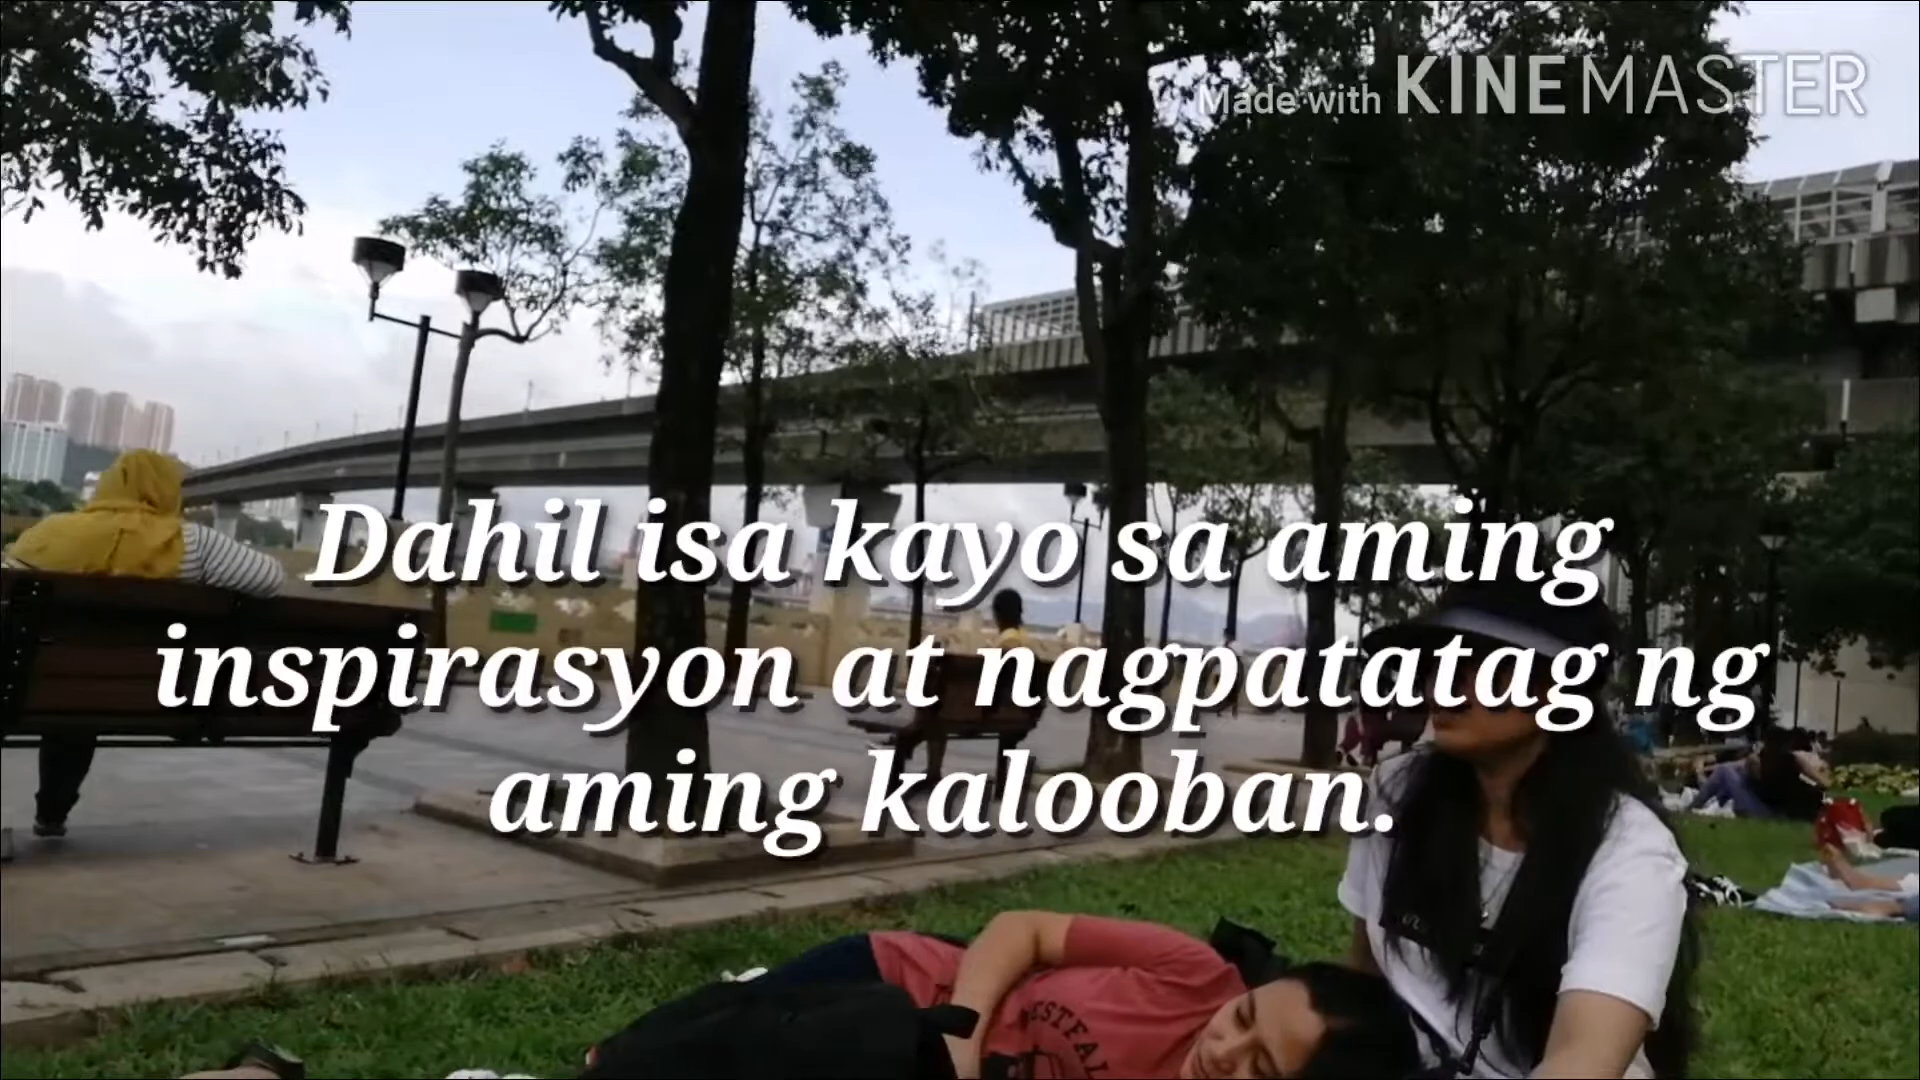 Made with KINEMASTER
Dahil isa kayo sa aming
inspirasyon at nagpatatag ng
aming kalooban.